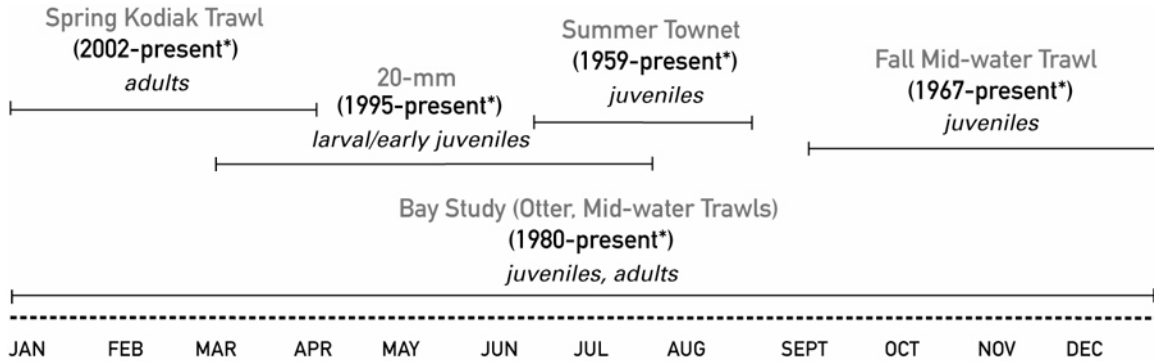 Spring Kodiak Trawl
(2002-present*)
adults
20-mm
(1995-present*)
larval/early juveniles
Summer Townet
(1959-present*)
juveniles
Fall Mid-water Trawl
(1967-present*)
juveniles
Bay Study (Otter, Mid-water Trawls)
(1980-present*)
juveniles, adults
JAN FEB MAR APR MAY JUN JUL AUG SEPT OCT NOV DEC